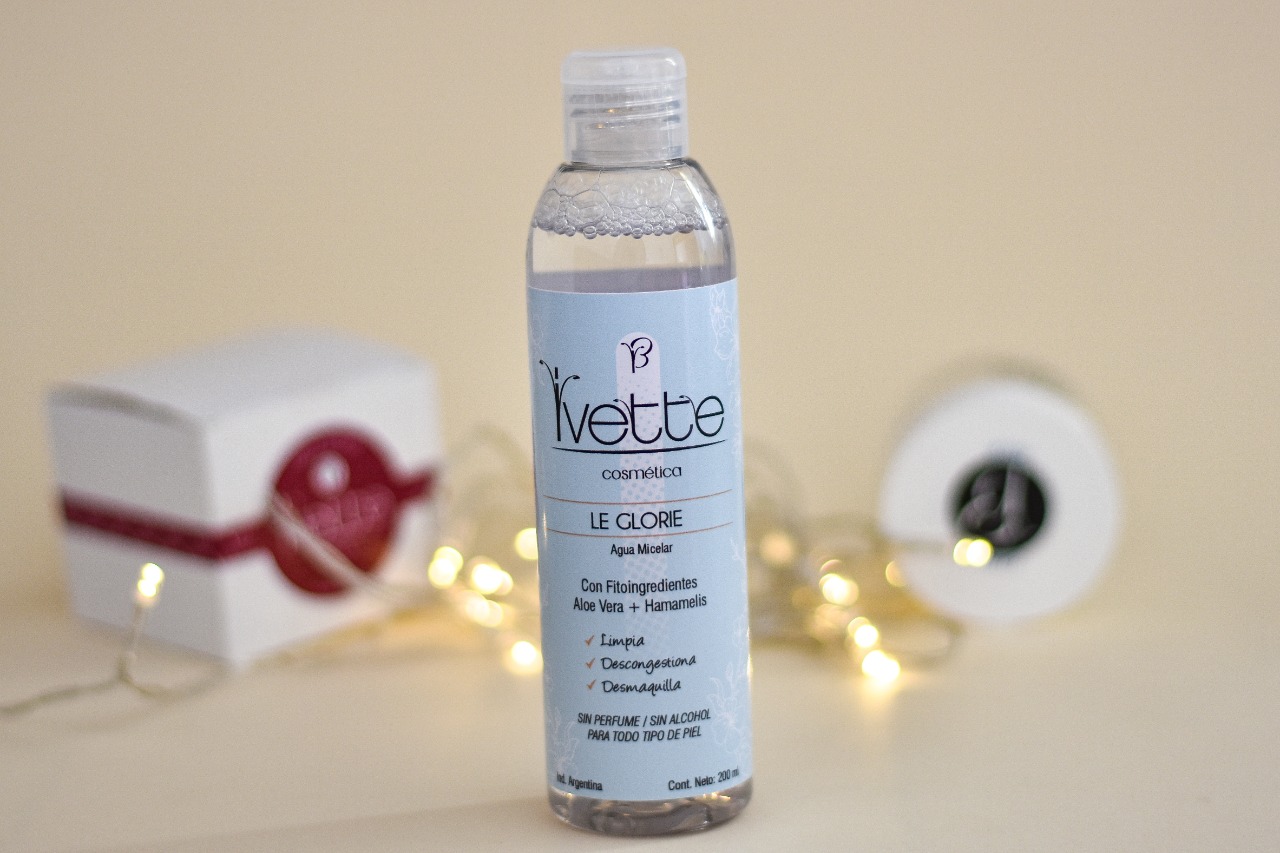 Ivette
cosmética
LE GLORIE
Agua Micelar
Con Fitoingredientes
Aloe Vera + Hamamelis
✓ Limpia
✓ Descongestiona
✓ Desmaquilla
SIN PERFUME / SIN ALCOHOL
PARA TODO TIPO DE PIEL
Ind. Argentina Cont. Neto: 200 ml